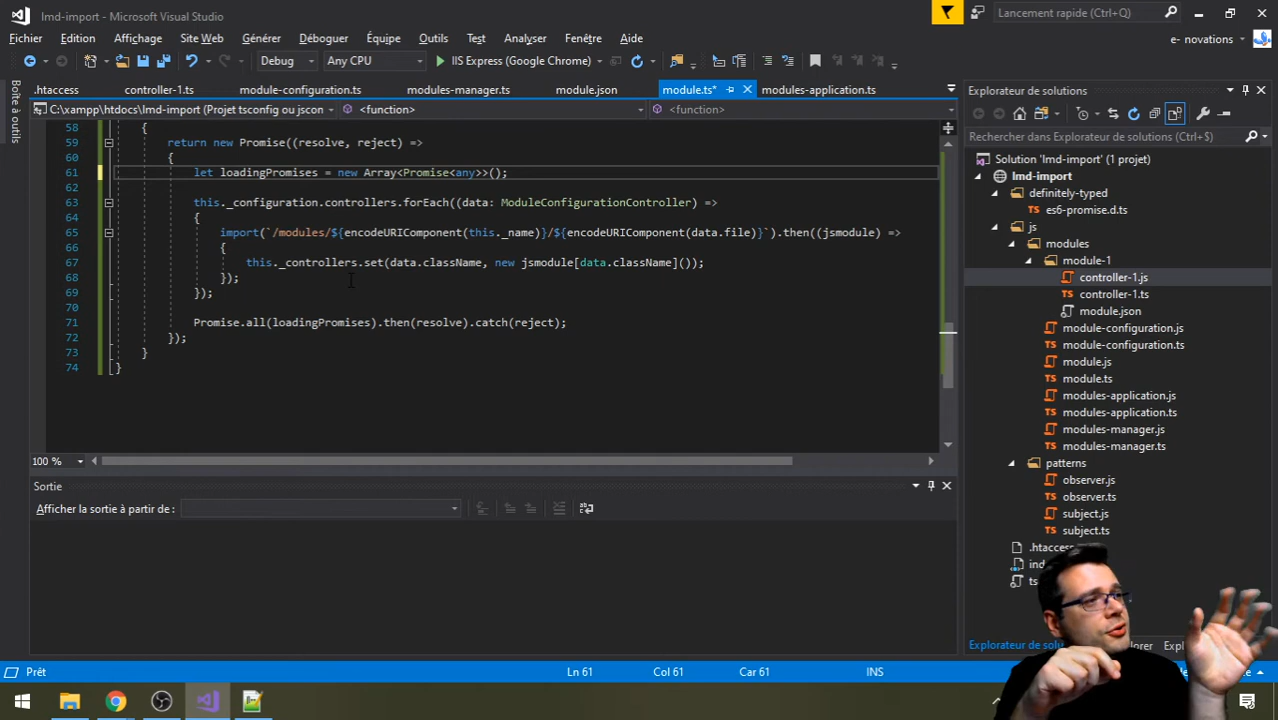 lmd-import - Microsoft Visual Studio
Lancement rapide (Ctrl+Q)
Fichier Edition Affichage Site Web Générer Déboguer Équipe Outils Test Analyser Fenêtre Aide
e- novations
Debug Any CPU IIS Express (Google Chrome)
Boîte à outils
.htaccess controller-1.ts module-configuration.ts modules-manager.ts module.json module.ts* modules-application.ts
C:\xampp\htdocs\lmd-import (Projet tsconfig ou jsconfi <function> <function>
58 {
59 return new Promise((resolve, reject) =>
60 {
61 let loadingPromises = new Array<Promise<any>>();
62
63 this._configuration.controllers.forEach((data: ModuleConfigurationController) =>
64 {
65 import(`/modules/${encodeURIComponent(this._name)}/${encodeURIComponent(data.file)}`).then((jsmodule) =>
66 {
67 this._controllers.set(data.className, new jsmodule[data.className]());
68 });
69 });
70
71 Promise.all(loadingPromises).then(resolve).catch(reject);
72 });
73 }
74 }
100 %
Sortie
Afficher la sortie à partir de :
Explorateur de solutions
Rechercher dans Explorateur de solutions (Ctrl+$)
Solution 'lmd-import' (1 projet)
lmd-import
definitely-typed
es6-promise.d.ts
js
modules
module-1
controller-1.js
controller-1.ts
module.json
module-configuration.js
module-configuration.ts
module.js
module.ts
modules-application.js
modules-application.ts
modules-manager.js
modules-manager.ts
patterns
observer.js
observer.ts
subject.js
subject.ts
.htaccess
ind
ts
Explorateur de solu
Prêt Ln 61 Car 61 INS